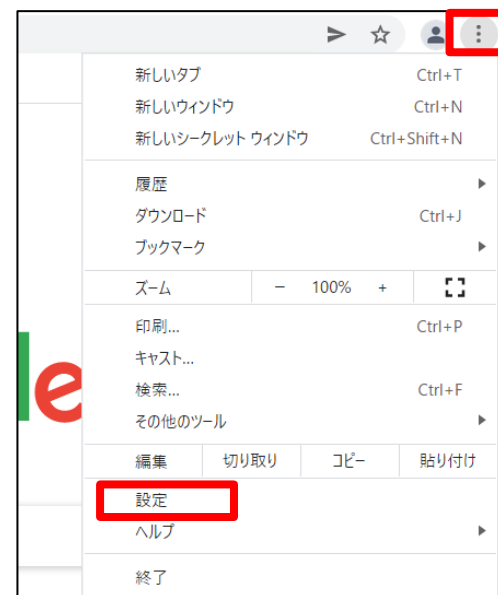 新しいタブ Ctrl+T
新しいウィンドウ Ctrl+N
新しいシークレット ウィンドウ Ctrl+Shift+N
履歴
ダウンロード Ctrl+J
ブックマーク
ズーム － 100% +
印刷... Ctrl+P
キャスト...
検索... Ctrl+F
その他のツール
le
編集 切り取り コピー 貼り付け
設定
ヘルプ
終了